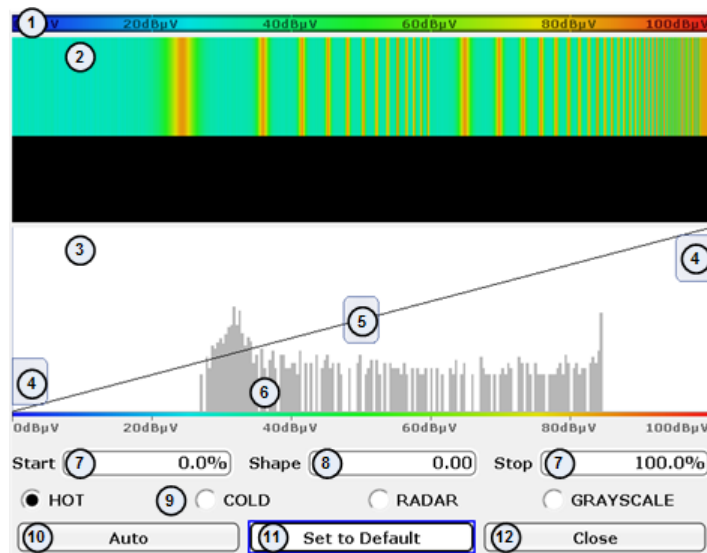 1 V 20dBµV 40dBµV 60dBµV 80dBµV 100dBµV
2
3
4
5
4
6
0dBµV 20dBµV 40dBµV 60dBµV 80dBµV 100dBµV
Start 7 0.0% Shape 8 0.00 Stop 7 100.0%
HOT 9 COLD RADAR GRAYSCALE
10 Auto 11 Set to Default 12 Close